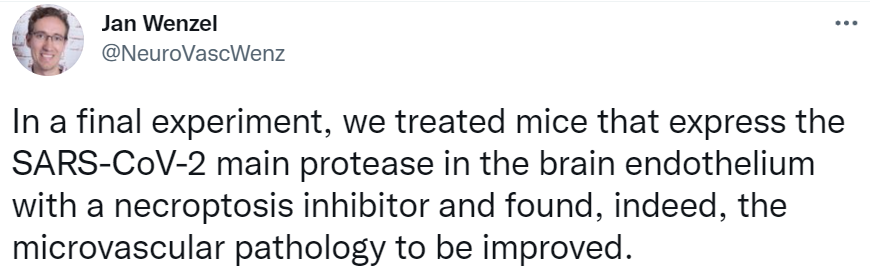 Jan Wenzel
@NeuroVascWenz
In a final experiment, we treated mice that express the
SARS-CoV-2 main protease in the brain endothelium
with a necroptosis inhibitor and found, indeed, the
microvascular pathology to be improved.